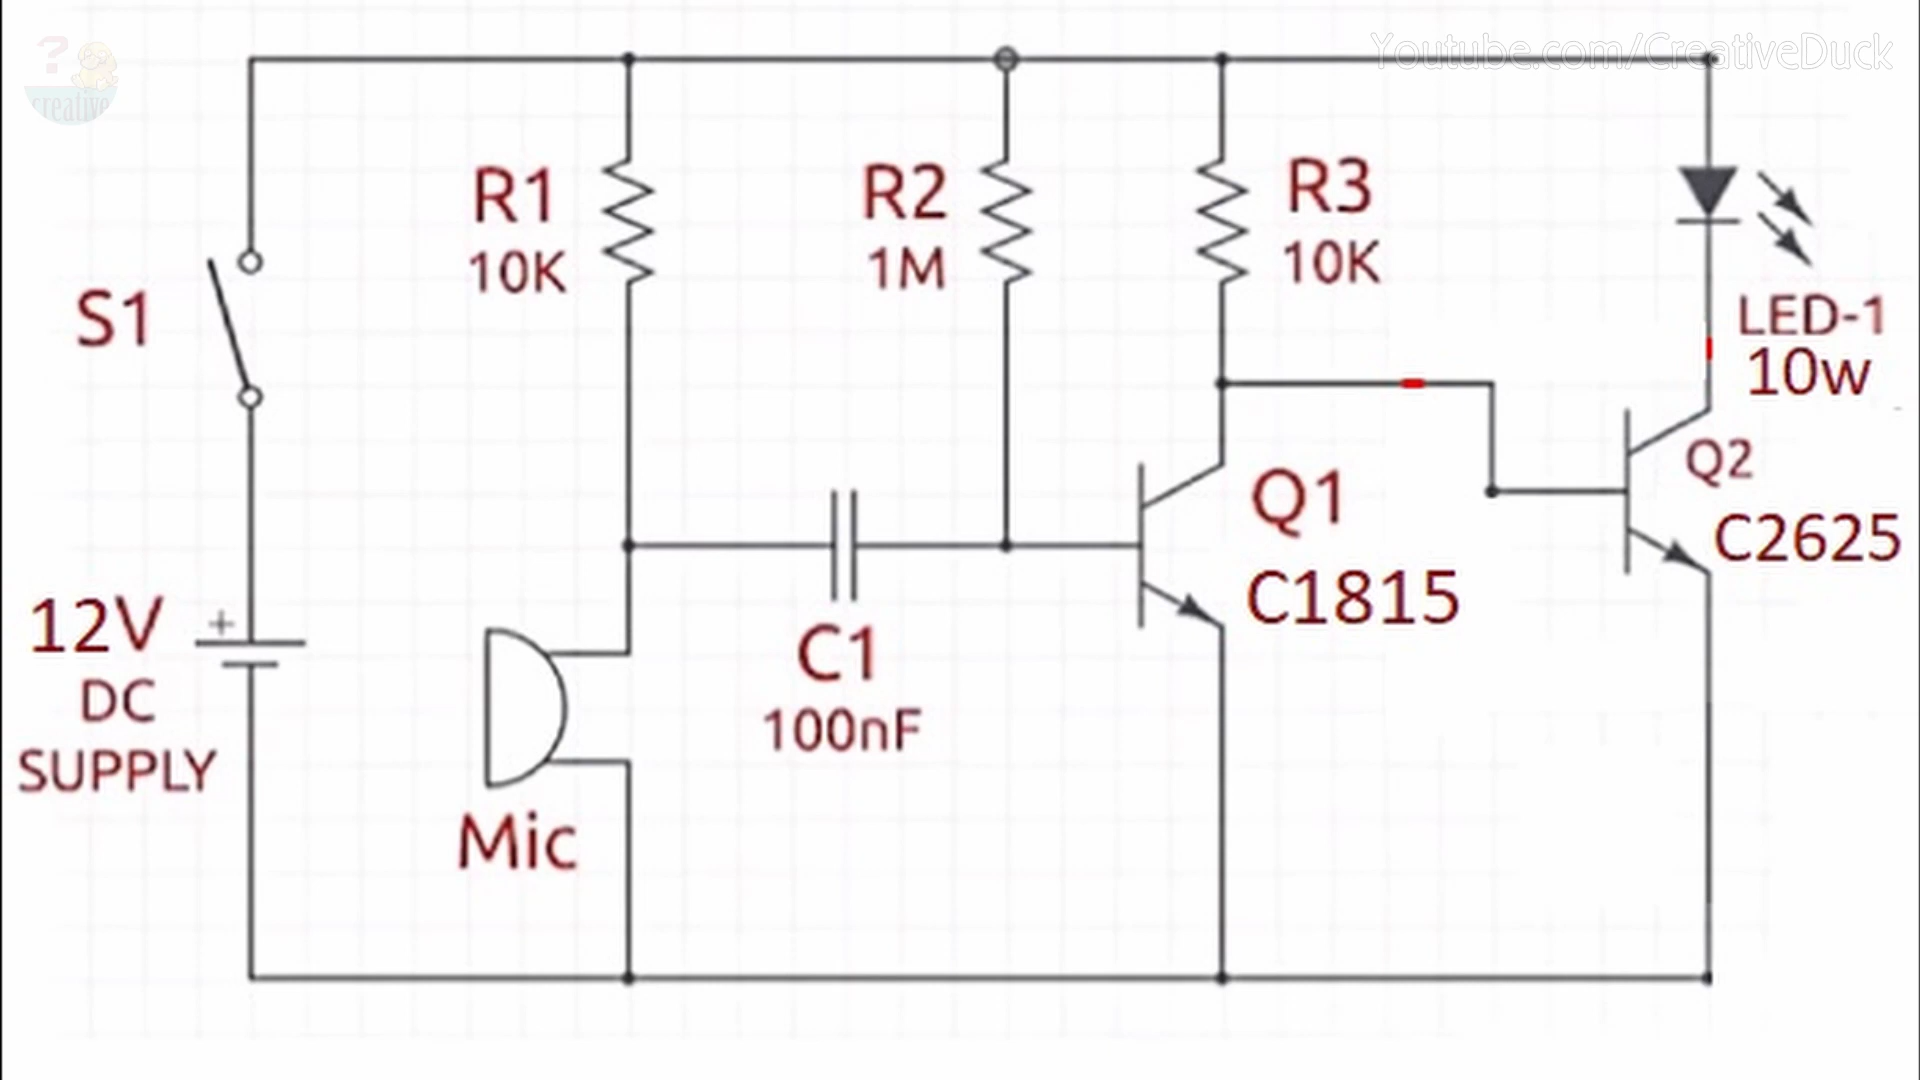 ?
creative
Youtube.com/CreativeDuck
R1
10K
R2
1M
R3
10K
S1
LED-1
10w
Q2
C2625
Q1
C1815
12V
+
DC
SUPPLY
C1
100nF
Mic